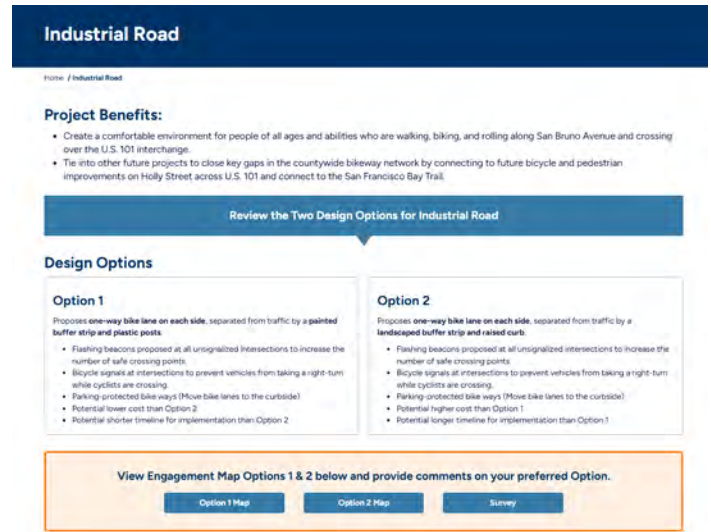 Industrial Road
Home / Industrial Road
Project Benefits:
• Create a comfortable environment for people of all ages and abilities who are walking, biking, and rolling along San Bruno Avenue and crossing
over the U.S. 101 interchange.
• Tie into other future projects to close key gaps in the countywide bikeway network by connecting to future bicycle and pedestrian
improvements on Holly Street across U.S. 101 and connect to the San Francisco Bay Trail.
Review the Two Design Options for Industrial Road
Design Options
Option 1
Proposes one-way bike lane on each side, separated from traffic by a painted
buffer strip and plastic posts.
• Flashing beacons proposed at all unsignalized intersections to increase the
number of safe crossing points.
• Bicycle signals at intersections to prevent vehicles from taking a right-turn
while cyclists are crossing.
• Parking-protected bike ways (Move bike lanes to the curbside)
• Potential lower cost than Option 2
• Potential shorter timeline for implementation than Option 2
Option 2
Proposes one-way bike lane on each side, separated from traffic by a
landscaped buffer strip and raised curb.
• Flashing beacons proposed at all unsignalized intersections to increase the
number of safe crossing points.
• Bicycle signals at intersections to prevent vehicles from taking a right-turn
while cyclists are crossing.
• Parking-protected bike ways (Move bike lanes to the curbside)
• Potential higher cost than Option 1
• Potential longer timeline for implementation than Option 1
View Engagement Map Options 1 & 2 below and provide comments on your preferred Option.
Option 1 Map
Option 2 Map
Survey